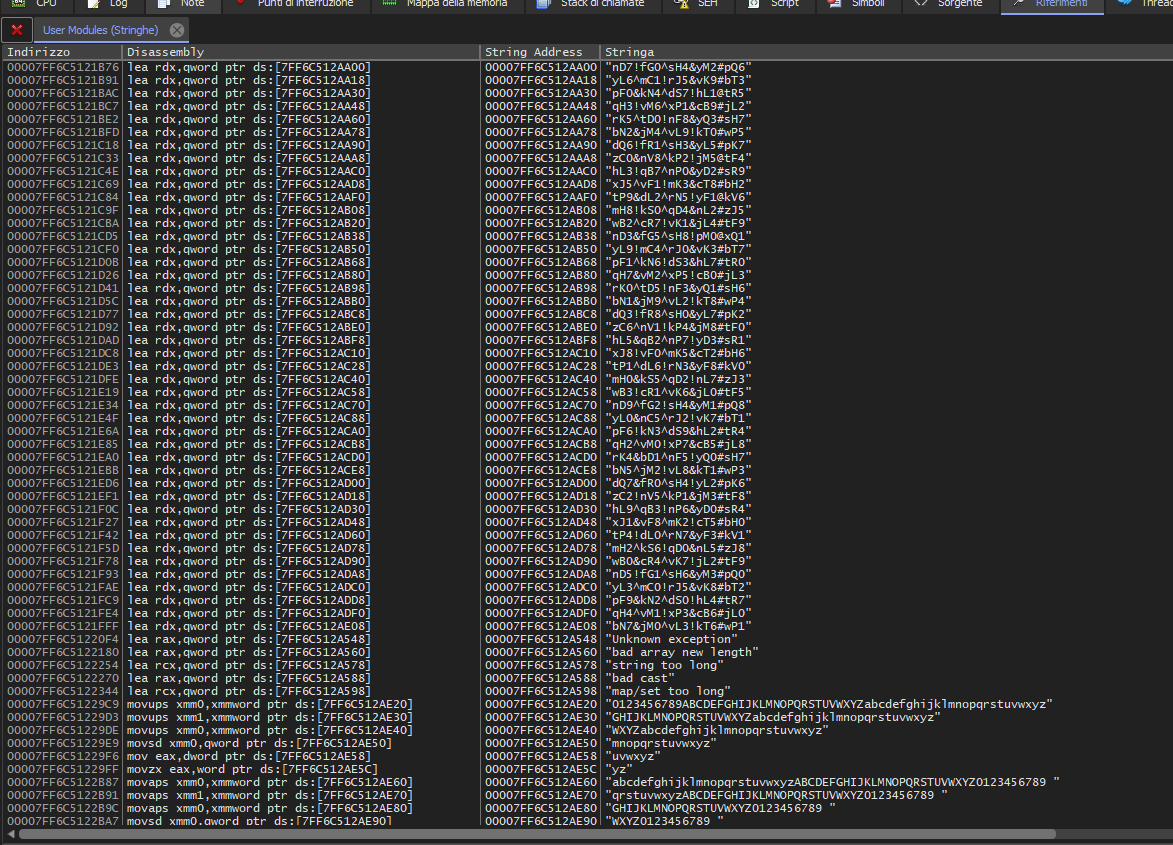 CPU Log Note Punti di interruzione Mappa della memoria Stack di chiamate SEH Script Simboli Sorgente Riferimenti Thread
User Modules (Stringhe)
Indirizzo Disassembly String Address Stringa
00007FF6C5121B76 lea rdx,qword ptr ds:[7FF6C512AA00] 00007FF6C512AA00 "nD7!fG0^sH4&yM2#pQ6"
00007FF6C5121B91 lea rdx,qword ptr ds:[7FF6C512AA18] 00007FF6C512AA18 "yL6^mC1!rJ5&vK9#bT3"
00007FF6C5121BAC lea rdx,qword ptr ds:[7FF6C512AA30] 00007FF6C512AA30 "pF0&kN4^dS7!hL1@tR5"
00007FF6C5121BC7 lea rdx,qword ptr ds:[7FF6C512AA48] 00007FF6C512AA48 "qH3!vM6^xP1&cB9#jL2"
00007FF6C5121BE2 lea rdx,qword ptr ds:[7FF6C512AA60] 00007FF6C512AA60 "rK5^tD0!nF8&yQ3#sH7"
00007FF6C5121BFD lea rdx,qword ptr ds:[7FF6C512AA78] 00007FF6C512AA78 "bN2&jM4^vL9!kT0#wP5"
00007FF6C5121C18 lea rdx,qword ptr ds:[7FF6C512AA90] 00007FF6C512AA90 "dQ6!fR1^sH3&yL5#pK7"
00007FF6C5121C33 lea rdx,qword ptr ds:[7FF6C512AAA8] 00007FF6C512AAA8 "zC0&nV8^kP2!jM5@tF4"
00007FF6C5121C4E lea rdx,qword ptr ds:[7FF6C512AAC0] 00007FF6C512AAC0 "hL3!qB7^nP0&yD2#sR9"
00007FF6C5121C69 lea rdx,qword ptr ds:[7FF6C512AAD8] 00007FF6C512AAD8 "xJ5^vF1!mK3&cT8#bH2"
00007FF6C5121C84 lea rdx,qword ptr ds:[7FF6C512AAF0] 00007FF6C512AAF0 "tP9&dL2^rN5!yF1@kV6"
00007FF6C5121C9F lea rdx,qword ptr ds:[7FF6C512AB08] 00007FF6C512AB08 "mH8!kS0^qD4&nL2#zJ5"
00007FF6C5121CBA lea rdx,qword ptr ds:[7FF6C512AB20] 00007FF6C512AB20 "wB2^cR7!vK1&jL4#tF9"
00007FF6C5121CD5 lea rdx,qword ptr ds:[7FF6C512AB38] 00007FF6C512AB38 "nD3&fG5^sH8!pM0@xQ1"
00007FF6C5121CF0 lea rdx,qword ptr ds:[7FF6C512AB50] 00007FF6C512AB50 "yL9!mC4^rJ0&vK3#bT7"
00007FF6C5121D0B lea rdx,qword ptr ds:[7FF6C512AB68] 00007FF6C512AB68 "pF1^kN6!dS3&hL7#tR0"
00007FF6C5121D26 lea rdx,qword ptr ds:[7FF6C512AB80] 00007FF6C512AB80 "qH7&vM2^xP5!cB0#jL3"
00007FF6C5121D41 lea rdx,qword ptr ds:[7FF6C512AB98] 00007FF6C512AB98 "rK0^tD5!nF3&yQ1#sH6"
00007FF6C5121D5C lea rdx,qword ptr ds:[7FF6C512ABB0] 00007FF6C512ABB0 "bN1&jM9^vL2!kT8#wP4"
00007FF6C5121D77 lea rdx,qword ptr ds:[7FF6C512ABC8] 00007FF6C512ABC8 "dQ3!fR8^sH0&yL7#pK2"
00007FF6C5121D92 lea rdx,qword ptr ds:[7FF6C512ABE0] 00007FF6C512ABE0 "zC6^nV1!kP4&jM8#tF0"
00007FF6C5121DAD lea rdx,qword ptr ds:[7FF6C512ABF8] 00007FF6C512ABF8 "hL5&qB2^nP7!yD3#sR1"
00007FF6C5121DC8 lea rdx,qword ptr ds:[7FF6C512AC10] 00007FF6C512AC10 "xJ8!vF0^mK5&cT2#bH6"
00007FF6C5121DE3 lea rdx,qword ptr ds:[7FF6C512AC28] 00007FF6C512AC28 "tP1^dL6!rN3&yF8#kV0"
00007FF6C5121DFE lea rdx,qword ptr ds:[7FF6C512AC40] 00007FF6C512AC40 "mH0&kS5^qD2!nL7#zJ3"
00007FF6C5121E19 lea rdx,qword ptr ds:[7FF6C512AC58] 00007FF6C512AC58 "wB3!cR1^vK6&jL0#tF5"
00007FF6C5121E34 lea rdx,qword ptr ds:[7FF6C512AC70] 00007FF6C512AC70 "nD9^fG2!sH4&yM1#pQ8"
00007FF6C5121E4F lea rdx,qword ptr ds:[7FF6C512AC88] 00007FF6C512AC88 "yL0&nC5^rJ2!vK7#bT1"
00007FF6C5121E6A lea rdx,qword ptr ds:[7FF6C512ACA0] 00007FF6C512ACA0 "pF6!kN3^dS9&hL2#tR4"
00007FF6C5121E85 lea rdx,qword ptr ds:[7FF6C512ACB8] 00007FF6C512ACB8 "qH2^vM0!xP7&cB5#jL8"
00007FF6C5121EA0 lea rdx,qword ptr ds:[7FF6C512ACD0] 00007FF6C512ACD0 "rK4&bD1^nF5!yQ0#sH7"
00007FF6C5121EBB lea rdx,qword ptr ds:[7FF6C512ACE8] 00007FF6C512ACE8 "bN5^jM2!vL8&kT1#wP3"
00007FF6C5121ED6 lea rdx,qword ptr ds:[7FF6C512AD00] 00007FF6C512AD00 "dQ7&fR0^sH4!yL2#pK6"
00007FF6C5121EF1 lea rdx,qword ptr ds:[7FF6C512AD18] 00007FF6C512AD18 "zC2!nV5^kP1&jM3#tF8"
00007FF6C5121F0C lea rdx,qword ptr ds:[7FF6C512AD30] 00007FF6C512AD30 "hL9^qB3!nP6&yD0#sR4"
00007FF6C5121F27 lea rdx,qword ptr ds:[7FF6C512AD48] 00007FF6C512AD48 "xJ1&vF8^mK2!cT5#bH0"
00007FF6C5121F42 lea rdx,qword ptr ds:[7FF6C512AD60] 00007FF6C512AD60 "tP4!dL0^rN7&yF3#kV1"
00007FF6C5121F5D lea rdx,qword ptr ds:[7FF6C512AD78] 00007FF6C512AD78 "mH2^kS6!qD0&nL5#zJ8"
00007FF6C5121F78 lea rdx,qword ptr ds:[7FF6C512AD90] 00007FF6C512AD90 "wB0&cR4^vK7!jL2#tF9"
00007FF6C5121F93 lea rdx,qword ptr ds:[7FF6C512ADA8] 00007FF6C512ADA8 "nD5!fG1^sH6&yM3#pQ0"
00007FF6C5121FAE lea rdx,qword ptr ds:[7FF6C512ADC0] 00007FF6C512ADC0 "yL3^mC0!rJ5&vK8#bT2"
00007FF6C5121FC9 lea rdx,qword ptr ds:[7FF6C512ADD8] 00007FF6C512ADD8 "pF9&kN2^dS0!hL4#tR7"
00007FF6C5121FE4 lea rdx,qword ptr ds:[7FF6C512ADF0] 00007FF6C512ADF0 "qH4^vM1!xP3&cB6#jL0"
00007FF6C5121FFF lea rdx,qword ptr ds:[7FF6C512AE08] 00007FF6C512AE08 "bN7&jM0^vL3!kT6#wP1"
00007FF6C51220F4 lea rax,qword ptr ds:[7FF6C512A548] 00007FF6C512A548 "Unknown exception"
00007FF6C5122180 lea rax,qword ptr ds:[7FF6C512A560] 00007FF6C512A560 "bad array new length"
00007FF6C5122254 lea rcx,qword ptr ds:[7FF6C512A578] 00007FF6C512A578 "string too long"
00007FF6C5122270 lea rax,qword ptr ds:[7FF6C512A588] 00007FF6C512A588 "bad cast"
00007FF6C5122344 lea rcx,qword ptr ds:[7FF6C512A598] 00007FF6C512A598 "map/set too long"
00007FF6C51229C9 movups xmm0,xmmword ptr ds:[7FF6C512AE20] 00007FF6C512AE20 "0123456789ABCDEFGHIJKLMNOPQRSTUVWXYZabcdefghijklmnopqrstuvwxyz"
00007FF6C51229D3 movups xmm1,xmmword ptr ds:[7FF6C512AE30] 00007FF6C512AE30 "GHIJKLMNOPQRSTUVWXYZabcdefghijklmnopqrstuvwxyz"
00007FF6C51229DE movups xmm0,xmmword ptr ds:[7FF6C512AE40] 00007FF6C512AE40 "WXYZabcdefghijklmnopqrstuvwxyz"
00007FF6C51229E9 movsd xmm0,qword ptr ds:[7FF6C512AE50] 00007FF6C512AE50 "mnopqrstuvwxyz"
00007FF6C51229F6 mov eax,dword ptr ds:[7FF6C512AE58] 00007FF6C512AE58 "uvwxyz"
00007FF6C51229FF movzx eax,word ptr ds:[7FF6C512AE5C] 00007FF6C512AE5C "yz"
00007FF6C5122B87 movaps xmm0,xmmword ptr ds:[7FF6C512AE60] 00007FF6C512AE60 "abcdefghijklmnopqrstuvwxyzABCDEFGHIJKLMNOPQRSTUVWXYZ0123456789 "
00007FF6C5122B91 movaps xmm1,xmmword ptr ds:[7FF6C512AE70] 00007FF6C512AE70 "qrstuvwxyzABCDEFGHIJKLMNOPQRSTUVWXYZ0123456789 "
00007FF6C5122B9C movaps xmm0,xmmword ptr ds:[7FF6C512AE80] 00007FF6C512AE80 "GHIJKLMNOPQRSTUVWXYZ0123456789 "
00007FF6C5122BA7 movsd xmm0,qword ptr ds:[7FF6C512AE90] 00007FF6C512AE90 "WXYZ0123456789 "